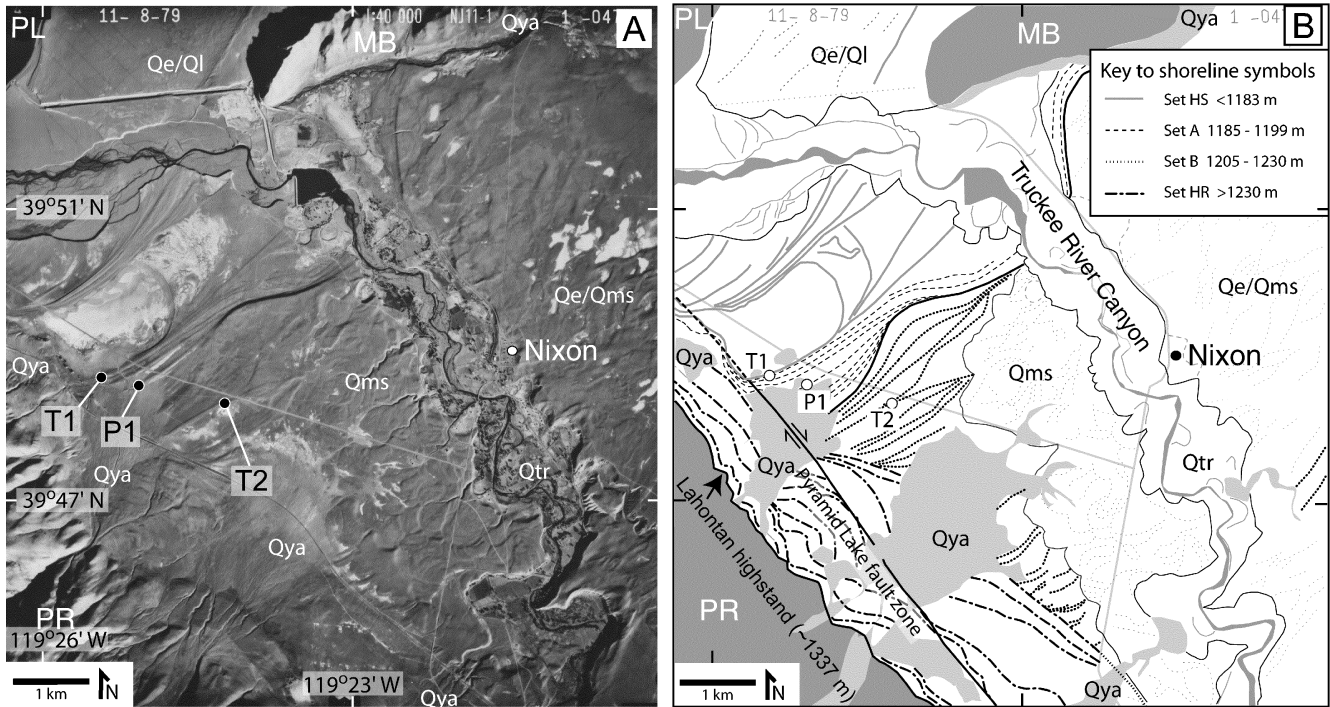 PL
11- 8-79
1:40 000
NJ11-1
1 -04
Qya
A
MB
Qe/Ql
39°51' N
Qe/Qms
Nixon
Qya
Qms
T1
P1
T2
Qya
Qtr
39°47' N
Qya
PR
119°26' W
119°23' W
1 km
N
Qya
PL
11- 8-79
Qya
1 -04
B
MB
Qe/Ql
Key to shoreline symbols
Set HS <1183 m
Set A 1185 - 1199 m
Set B 1205 - 1230 m
Set HR >1230 m
Truckee River Canyon
Qe/Qms
Nixon
Qya
T1
P1
T2
Qms
Qya
Qtr
Pyramid Lake fault zone
Lahontan highstand (~1337 m)
Qya
PR
1 km
N
Qya